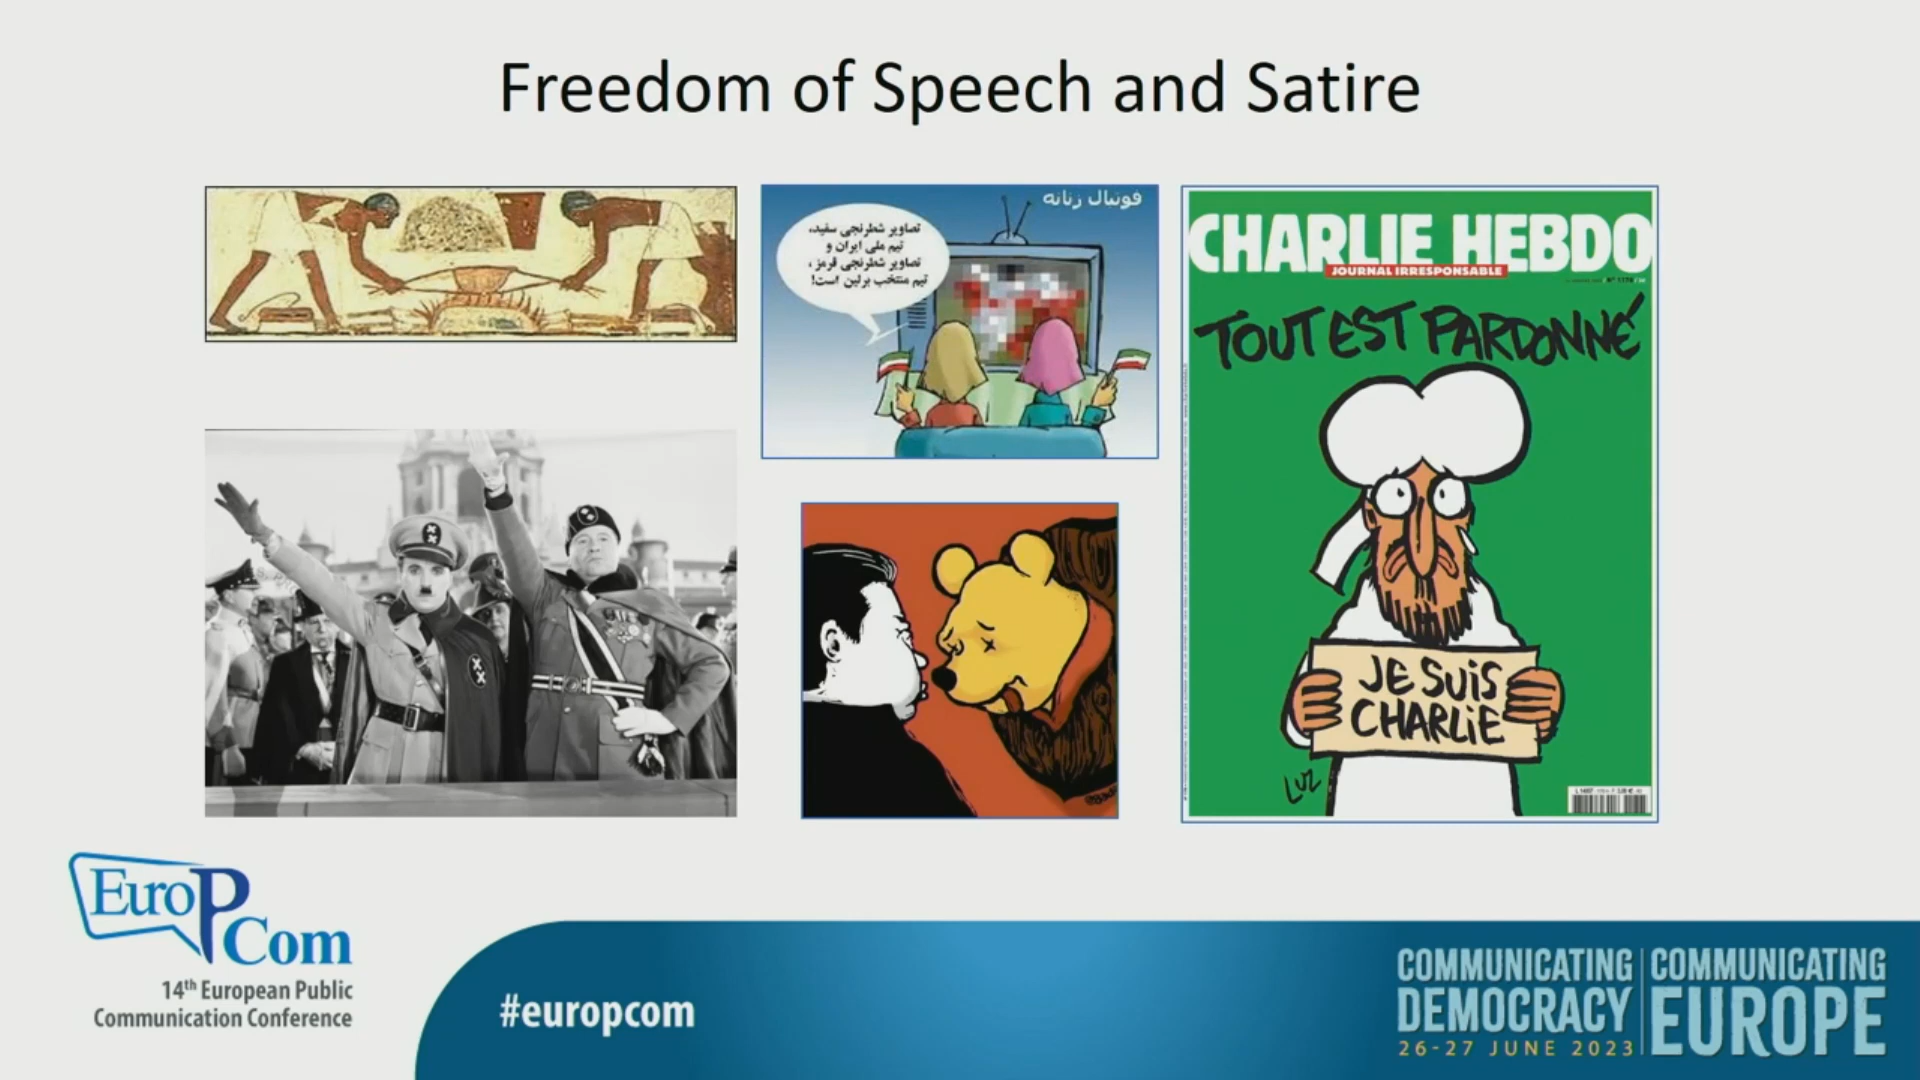 Freedom of Speech and Satire
فوتبال زنانه
تصاویر شطرنجی سفید،
تیم ملی ایران و
تصاویر شطرنجی قرمز،
تیم منتخب برلین است!
CHARLIE HEBDO
JOURNAL IRRESPONSABLE
TOUT EST PARDONNÉ
JE SUIS
CHARLIE
LUZ
EuroPCom
14th European Public
Communication Conference
#europcom
COMMUNICATING
DEMOCRACY
26-27 JUNE 2023
COMMUNICATING
EUROPE